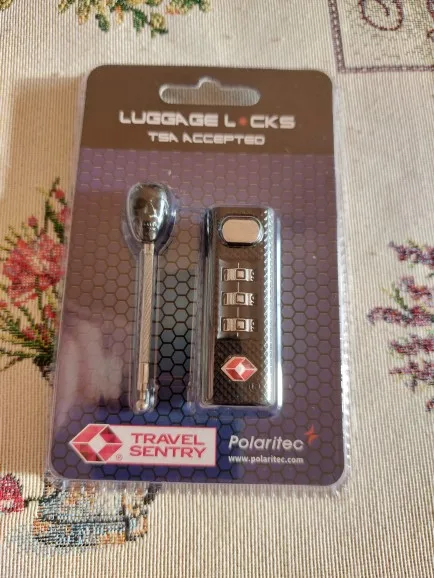 LUGGAGE LOCKS
TSA ACCEPTED
TRAVEL
SENTRY
®
Polaritec
www.polaritec.com